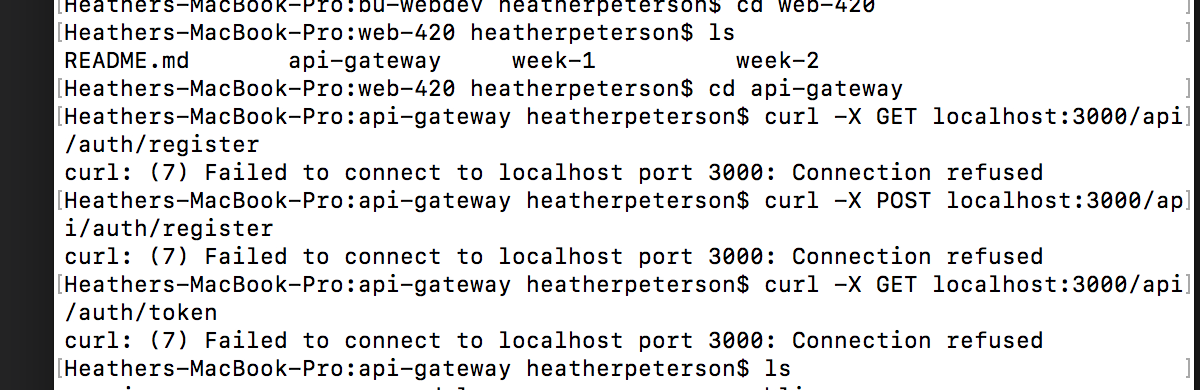 [Heathers-MacBook-Pro:bu-webdev heatherpeterson$ cd web-420 ]
[Heathers-MacBook-Pro:web-420 heatherpeterson$ ls ]
README.md api-gateway week-1 week-2
[Heathers-MacBook-Pro:web-420 heatherpeterson$ cd api-gateway ]
[Heathers-MacBook-Pro:api-gateway heatherpeterson$ curl -X GET localhost:3000/api]
/auth/register
curl: (7) Failed to connect to localhost port 3000: Connection refused
[Heathers-MacBook-Pro:api-gateway heatherpeterson$ curl -X POST localhost:3000/ap]
i/auth/register
curl: (7) Failed to connect to localhost port 3000: Connection refused
[Heathers-MacBook-Pro:api-gateway heatherpeterson$ curl -X GET localhost:3000/api]
/auth/token
curl: (7) Failed to connect to localhost port 3000: Connection refused
[Heathers-MacBook-Pro:api-gateway heatherpeterson$ ls ]